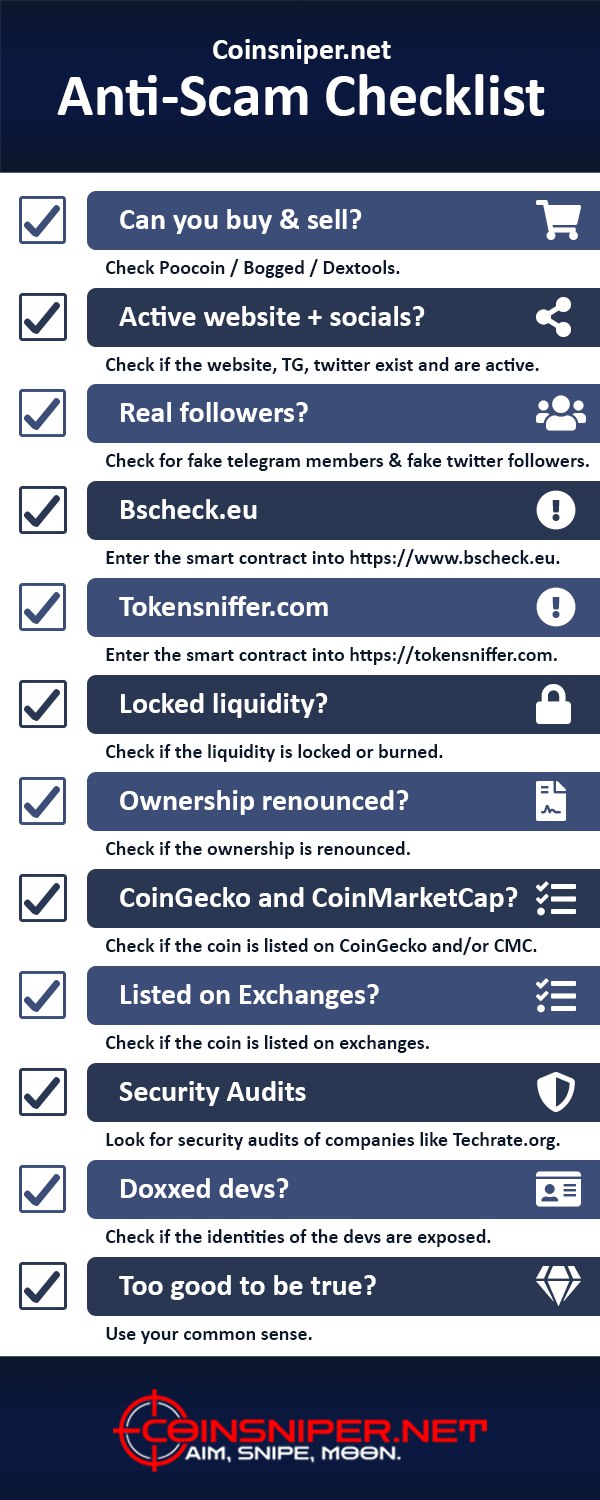 Coinsniper.net
Anti-Scam Checklist
Can you buy & sell?
Check Poocoin / Bogged / Dextools.
Active website + socials?
Check if the website, TG, twitter exist and are active.
Real followers?
Check for fake telegram members & fake twitter followers.
Bscheck.eu
Enter the smart contract into https://www.bscheck.eu.
Tokensniffer.com
Enter the smart contract into https://tokensniffer.com.
Locked liquidity?
Check if the liquidity is locked or burned.
Ownership renounced?
Check if the ownership is renounced.
CoinGecko and CoinMarketCap?
Check if the coin is listed on CoinGecko and/or CMC.
Listed on Exchanges?
Check if the coin is listed on exchanges.
Security Audits
Look for security audits of companies like Techrate.org.
Doxxed devs?
Check if the identities of the devs are exposed.
Too good to be true?
Use your common sense.
COINSNIPER.NET
AIM, SNIPE, MOON.